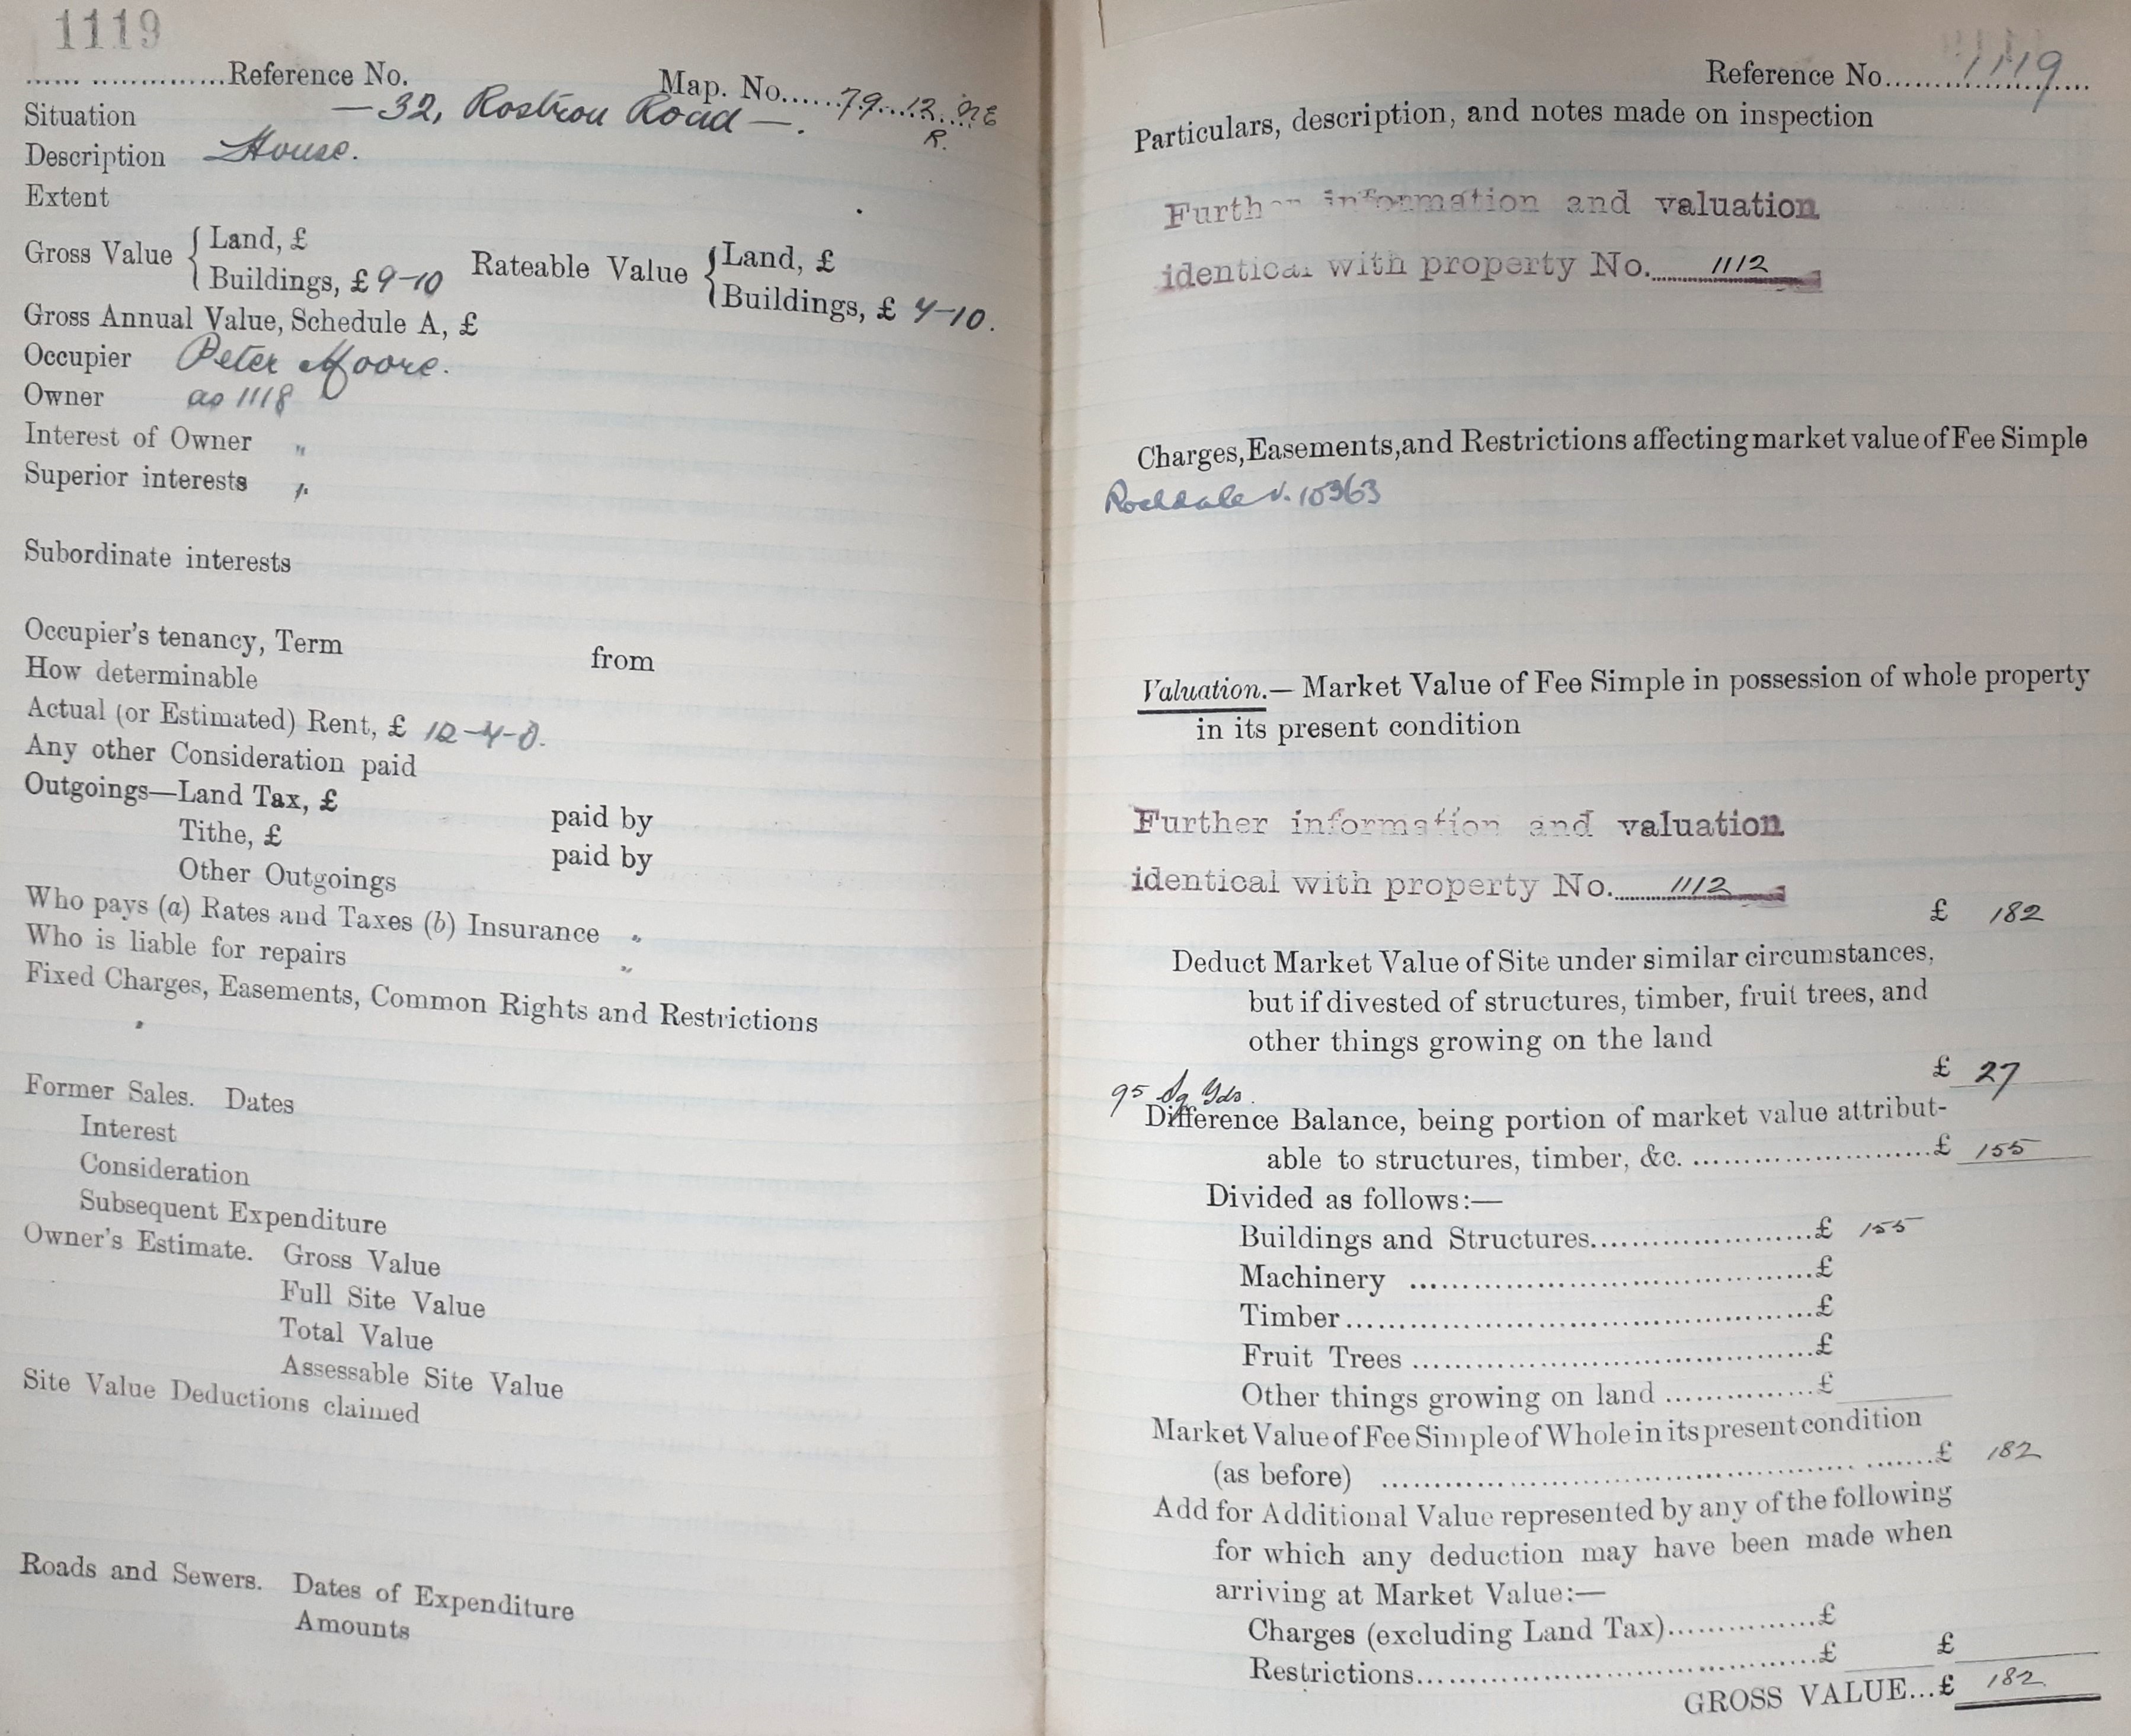 1119
...... ..............Reference No. Map. No......79...12...NE
R.
Situation —32, Rostron Road—.
Description House.
Extent
Gross Value { Land, £
Buildings, £ 9-10
Rateable Value { Land, £
Buildings, £ 4-10.
Gross Annual Value, Schedule A, £
Occupier Peter Moore.
Owner as 1118
Interest of Owner "
Superior interests "
Subordinate interests
Occupier's tenancy, Term from
How determinable
Actual (or Estimated) Rent, £ 12-4-0.
Any other Consideration paid
Outgoings—Land Tax, £ paid by
Tithe, £ paid by
Other Outgoings
Who pays (a) Rates and Taxes (b) Insurance "
Who is liable for repairs "
Fixed Charges, Easements, Common Rights and Restrictions
Former Sales. Dates
Interest
Consideration
Subsequent Expenditure
Owner's Estimate. Gross Value
Full Site Value
Total Value
Assessable Site Value
Site Value Deductions claimed
Roads and Sewers. Dates of Expenditure
Amounts
Reference No.......1119.......
Particulars, description, and notes made on inspection
Further information and valuation
identical with property No. 1112
Charges, Easements, and Restrictions affecting market value of Fee Simple
Rochdale v. 10363
Valuation.— Market Value of Fee Simple in possession of whole property
in its present condition
Further information and valuation
identical with property No. 1112
£ 182
Deduct Market Value of Site under similar circumstances,
but if divested of structures, timber, fruit trees, and
other things growing on the land
£ 27
95 Sq Yds.
Difference Balance, being portion of market value attribut-
able to structures, timber, &c. ..............................£ 155
Divided as follows:—
Buildings and Structures.........................£ 155
Machinery ...............................................£
Timber......................................................£
Fruit Trees ...............................................£
Other things growing on land .................£
Market Value of Fee Simple of Whole in its present condition
(as before) ..........................................................£ 182
Add for Additional Value represented by any of the following
for which any deduction may have been made when
arriving at Market Value:—
Charges (excluding Land Tax)................£
Restrictions..............................................£ £
GROSS VALUE...£ 182